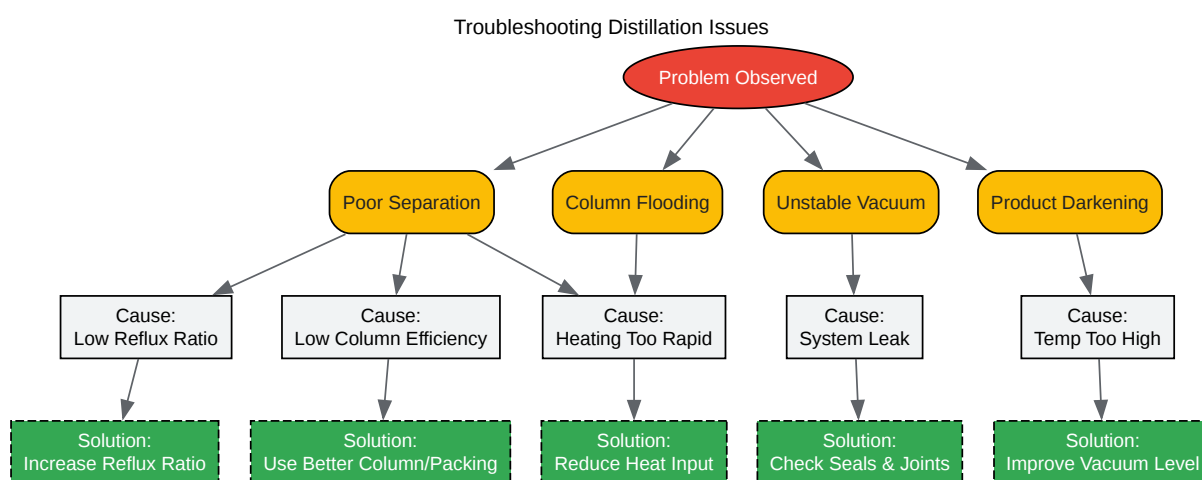 Troubleshooting Distillation Issues
Problem Observed
Poor Separation
Column Flooding
Unstable Vacuum
Product Darkening
Cause:
Low Reflux Ratio
Cause:
Low Column Efficiency
Cause:
Heating Too Rapid
Cause:
System Leak
Cause:
Temp Too High
Solution:
Increase Reflux Ratio
Solution:
Use Better Column/Packing
Solution:
Reduce Heat Input
Solution:
Check Seals & Joints
Solution:
Improve Vacuum Level